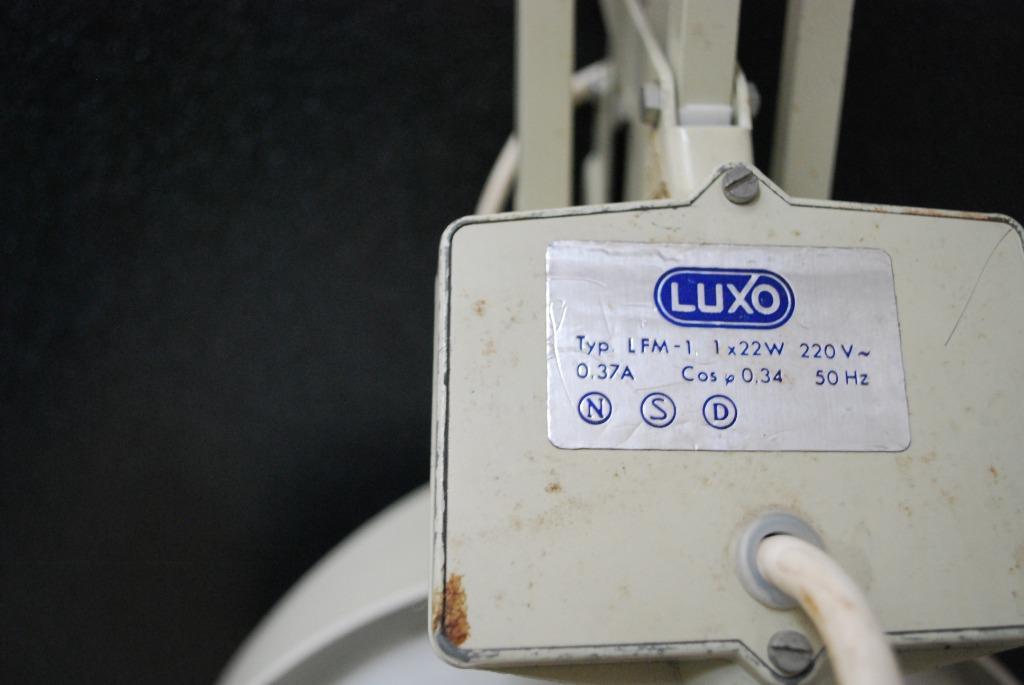 LUXO
Typ. LFM-1. 1x22W 220V~
0,37A Cos φ 0,34 50 Hz
N S D